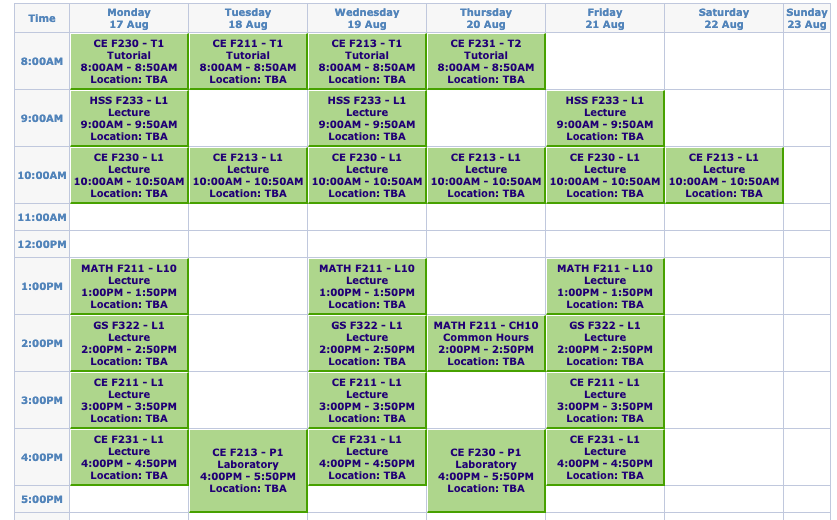 Time
Monday
17 Aug
Tuesday
18 Aug
Wednesday
19 Aug
Thursday
20 Aug
Friday
21 Aug
Saturday
22 Aug
Sunday
23 Aug
8:00AM
CE F230 - T1
Tutorial
8:00AM - 8:50AM
Location: TBA
CE F211 - T1
Tutorial
8:00AM - 8:50AM
Location: TBA
CE F213 - T1
Tutorial
8:00AM - 8:50AM
Location: TBA
CE F231 - T2
Tutorial
8:00AM - 8:50AM
Location: TBA
9:00AM
HSS F233 - L1
Lecture
9:00AM - 9:50AM
Location: TBA
HSS F233 - L1
Lecture
9:00AM - 9:50AM
Location: TBA
HSS F233 - L1
Lecture
9:00AM - 9:50AM
Location: TBA
10:00AM
CE F230 - L1
Lecture
10:00AM - 10:50AM
Location: TBA
CE F213 - L1
Lecture
10:00AM - 10:50AM
Location: TBA
CE F230 - L1
Lecture
10:00AM - 10:50AM
Location: TBA
CE F213 - L1
Lecture
10:00AM - 10:50AM
Location: TBA
CE F230 - L1
Lecture
10:00AM - 10:50AM
Location: TBA
CE F213 - L1
Lecture
10:00AM - 10:50AM
Location: TBA
11:00AM
12:00PM
1:00PM
MATH F211 - L10
Lecture
1:00PM - 1:50PM
Location: TBA
MATH F211 - L10
Lecture
1:00PM - 1:50PM
Location: TBA
MATH F211 - L10
Lecture
1:00PM - 1:50PM
Location: TBA
2:00PM
GS F322 - L1
Lecture
2:00PM - 2:50PM
Location: TBA
GS F322 - L1
Lecture
2:00PM - 2:50PM
Location: TBA
MATH F211 - CH10
Common Hours
2:00PM - 2:50PM
Location: TBA
GS F322 - L1
Lecture
2:00PM - 2:50PM
Location: TBA
3:00PM
CE F211 - L1
Lecture
3:00PM - 3:50PM
Location: TBA
CE F211 - L1
Lecture
3:00PM - 3:50PM
Location: TBA
CE F211 - L1
Lecture
3:00PM - 3:50PM
Location: TBA
4:00PM
CE F231 - L1
Lecture
4:00PM - 4:50PM
Location: TBA
CE F213 - P1
Laboratory
4:00PM - 5:50PM
Location: TBA
CE F231 - L1
Lecture
4:00PM - 4:50PM
Location: TBA
CE F230 - P1
Laboratory
4:00PM - 5:50PM
Location: TBA
CE F231 - L1
Lecture
4:00PM - 4:50PM
Location: TBA
5:00PM